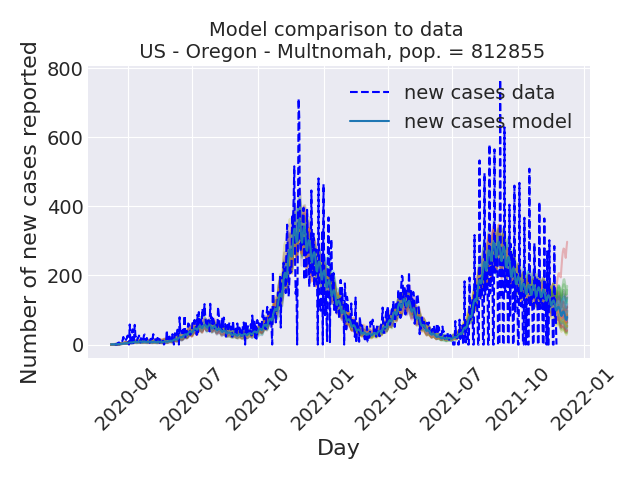 Model comparison to data
US - Oregon - Multnomah, pop. = 812855
Number of new cases reported
800
600
400
200
0
new cases data
new cases model
2020-04
2020-07
2020-10
2021-01
2021-04
2021-07
2021-10
2022-01
Day